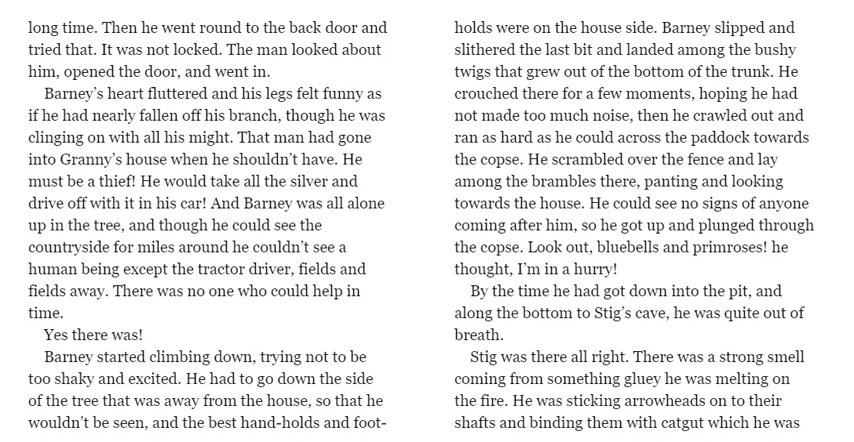 long time. Then he went round to the back door and
tried that. It was not locked. The man looked about
him, opened the door, and went in.
Barney’s heart fluttered and his legs felt funny as
if he had nearly fallen off his branch, though he was
clinging on with all his might. That man had gone
into Granny’s house when he shouldn’t have. He
must be a thief! He would take all the silver and
drive off with it in his car! And Barney was all alone
up in the tree, and though he could see the
countryside for miles around he couldn’t see a
human being except the tractor driver, fields and
fields away. There was no one who could help in
time.
Yes there was!
Barney started climbing down, trying not to be
too shaky and excited. He had to go down the side
of the tree that was away from the house, so that he
wouldn’t be seen, and the best hand-holds and foot-
holds were on the house side. Barney slipped and
slithered the last bit and landed among the bushy
twigs that grew out of the bottom of the trunk. He
crouched there for a few moments, hoping he had
not made too much noise, then he crawled out and
ran as hard as he could across the paddock towards
the copse. He scrambled over the fence and lay
among the brambles there, panting and looking
towards the house. He could see no signs of anyone
coming after him, so he got up and plunged through
the copse. Look out, bluebells and primroses! he
thought, I’m in a hurry!
By the time he had got down into the pit, and
along the bottom to Stig’s cave, he was quite out of
breath.
Stig was there all right. There was a strong smell
coming from something gluey he was melting on
the fire. He was sticking arrowheads on to their
shafts and binding them with catgut which he was